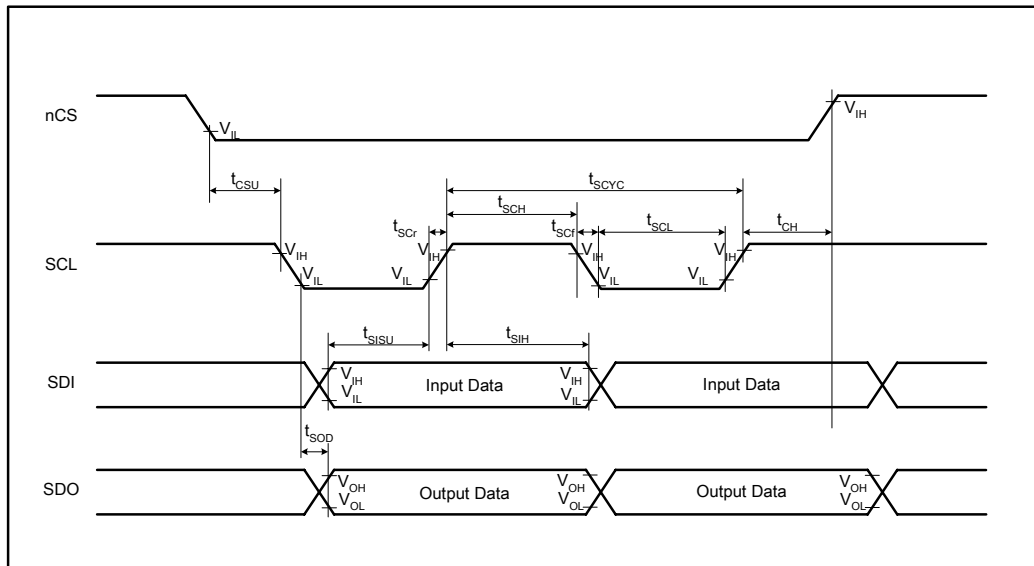 nCS
V_IL
V_IH
t_CSU
t_SCYC
t_SCH
t_SCr
t_SCf
t_SCL
t_CH
SCL
V_IH
V_IL
V_IL
V_IH
V_IH
V_IL
V_IL
V_IH
t_SISU
t_SIH
SDI
V_IH
V_IL
Input Data
V_IH
V_IL
Input Data
t_SOD
SDO
V_OH
V_OL
Output Data
V_OH
V_OL
Output Data
V_OH
V_OL